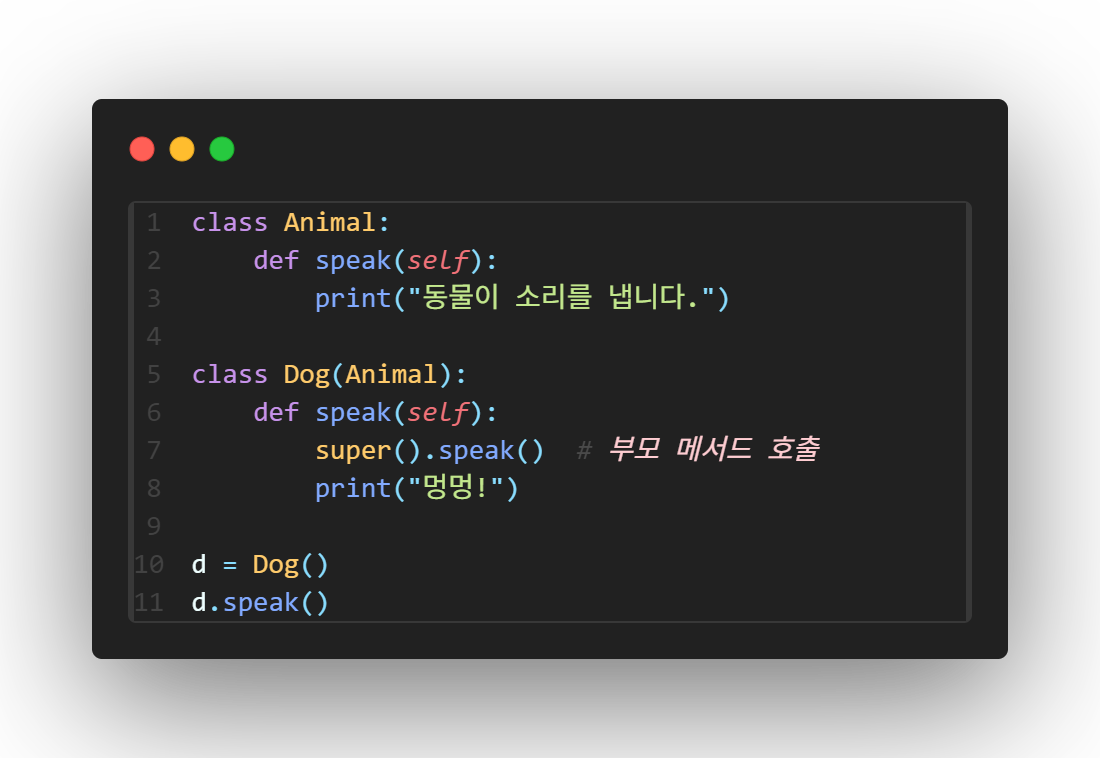 1 class Animal:
2     def speak(self):
3         print("동물이 소리를 냅니다.")
4
5 class Dog(Animal):
6     def speak(self):
7         super().speak()  # 부모 메서드 호출
8         print("멍멍!")
9
10 d = Dog()
11 d.speak()